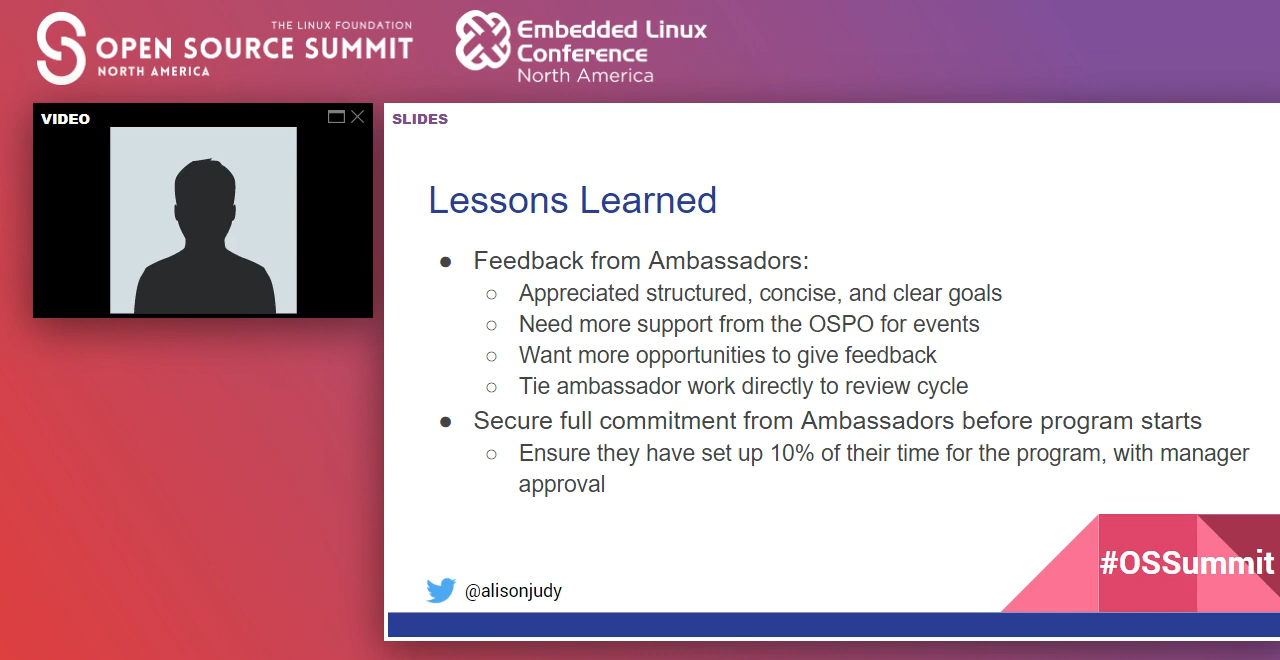 THE LINUX FOUNDATION
OPEN SOURCE SUMMIT
NORTH AMERICA
Embedded Linux
Conference
North America
VIDEO
SLIDES
Lessons Learned
● Feedback from Ambassadors:
○ Appreciated structured, concise, and clear goals
○ Need more support from the OSPO for events
○ Want more opportunities to give feedback
○ Tie ambassador work directly to review cycle
● Secure full commitment from Ambassadors before program starts
○ Ensure they have set up 10% of their time for the program, with manager
approval
#OSSummit
@alisonjudy